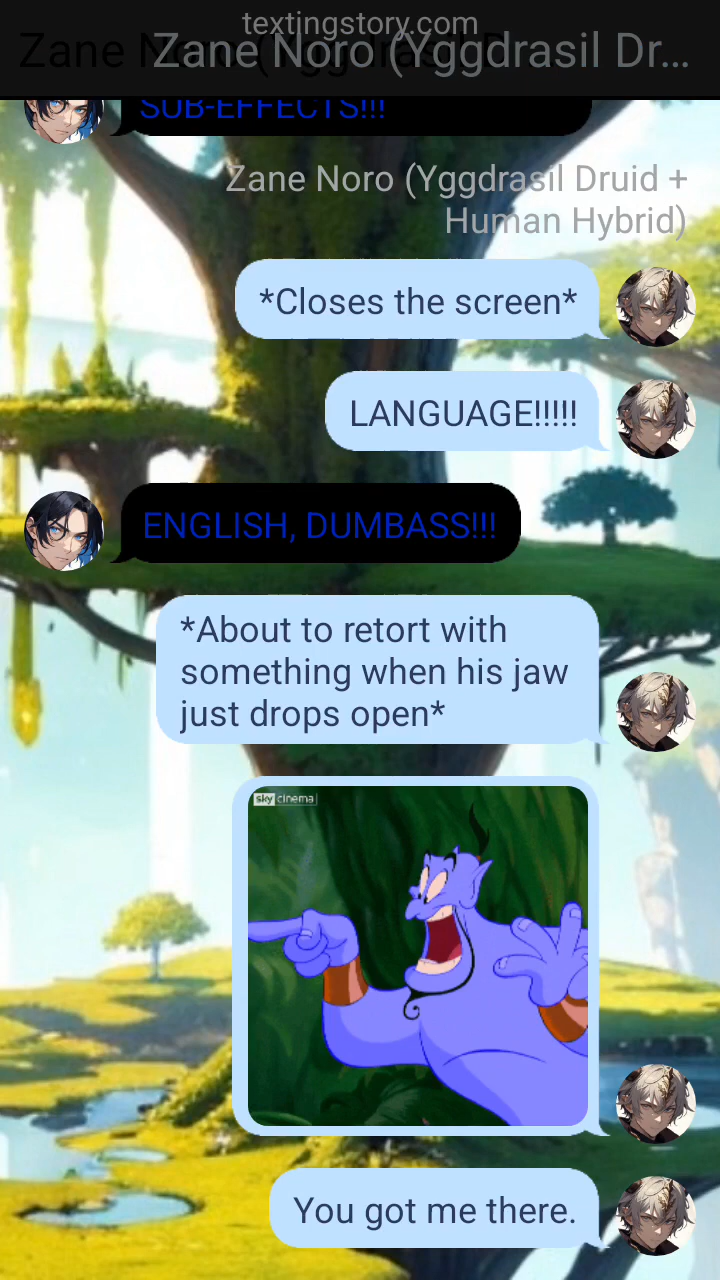 textingstory.com
Zane Noro (Yggdrasil Dr...
SUB-EFFECTS!!!
Zane Noro (Yggdrasil Druid +
Human Hybrid)
*Closes the screen*
LANGUAGE!!!!!
ENGLISH, DUMBASS!!!
*About to retort with
something when his jaw
just drops open*
sky cinema
You got me there.